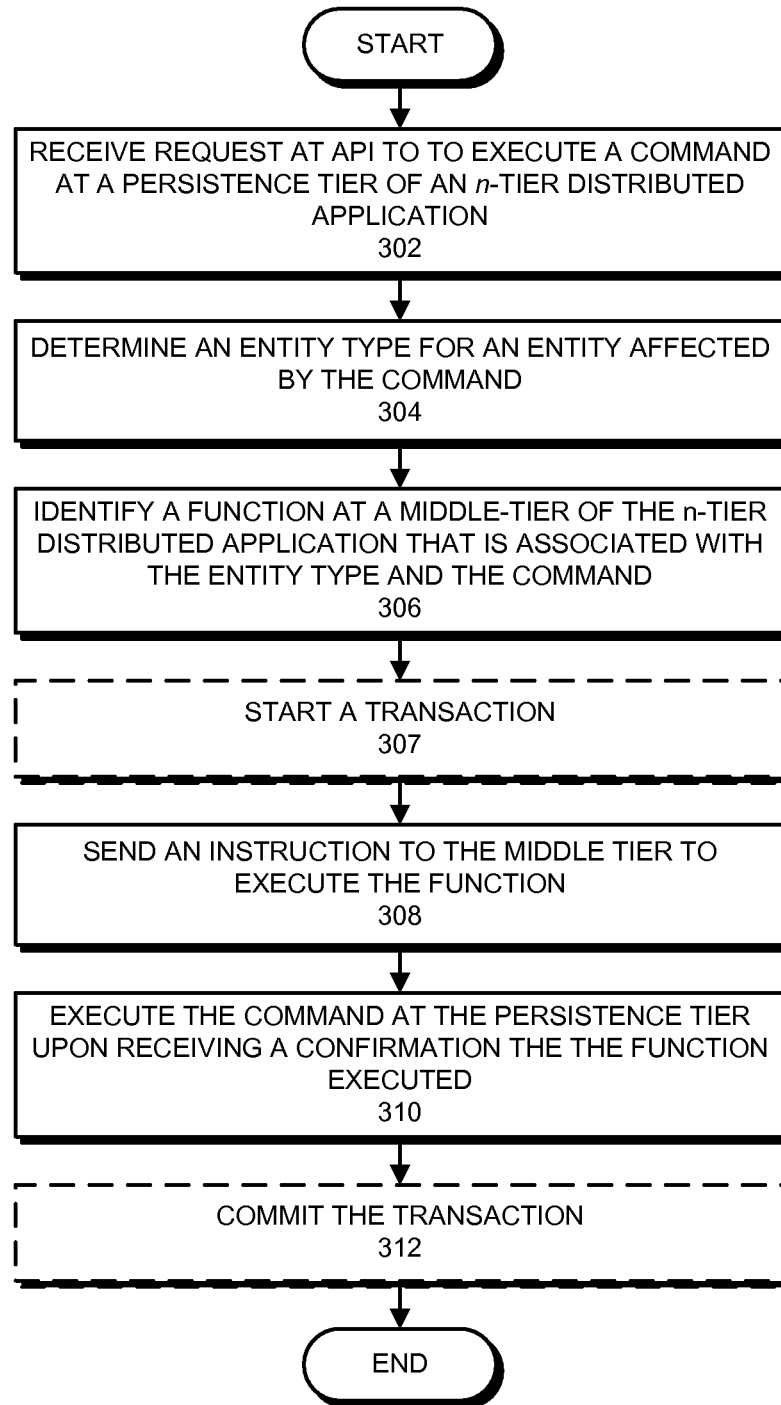 START
RECEIVE REQUEST AT API TO TO EXECUTE A COMMAND
AT A PERSISTENCE TIER OF AN n-TIER DISTRIBUTED
APPLICATION
302
DETERMINE AN ENTITY TYPE FOR AN ENTITY AFFECTED
BY THE COMMAND
304
IDENTIFY A FUNCTION AT A MIDDLE-TIER OF THE n-TIER
DISTRIBUTED APPLICATION THAT IS ASSOCIATED WITH
THE ENTITY TYPE AND THE COMMAND
306
START A TRANSACTION
307
SEND AN INSTRUCTION TO THE MIDDLE TIER TO
EXECUTE THE FUNCTION
308
EXECUTE THE COMMAND AT THE PERSISTENCE TIER
UPON RECEIVING A CONFIRMATION THE THE FUNCTION
EXECUTED
310
COMMIT THE TRANSACTION
312
END